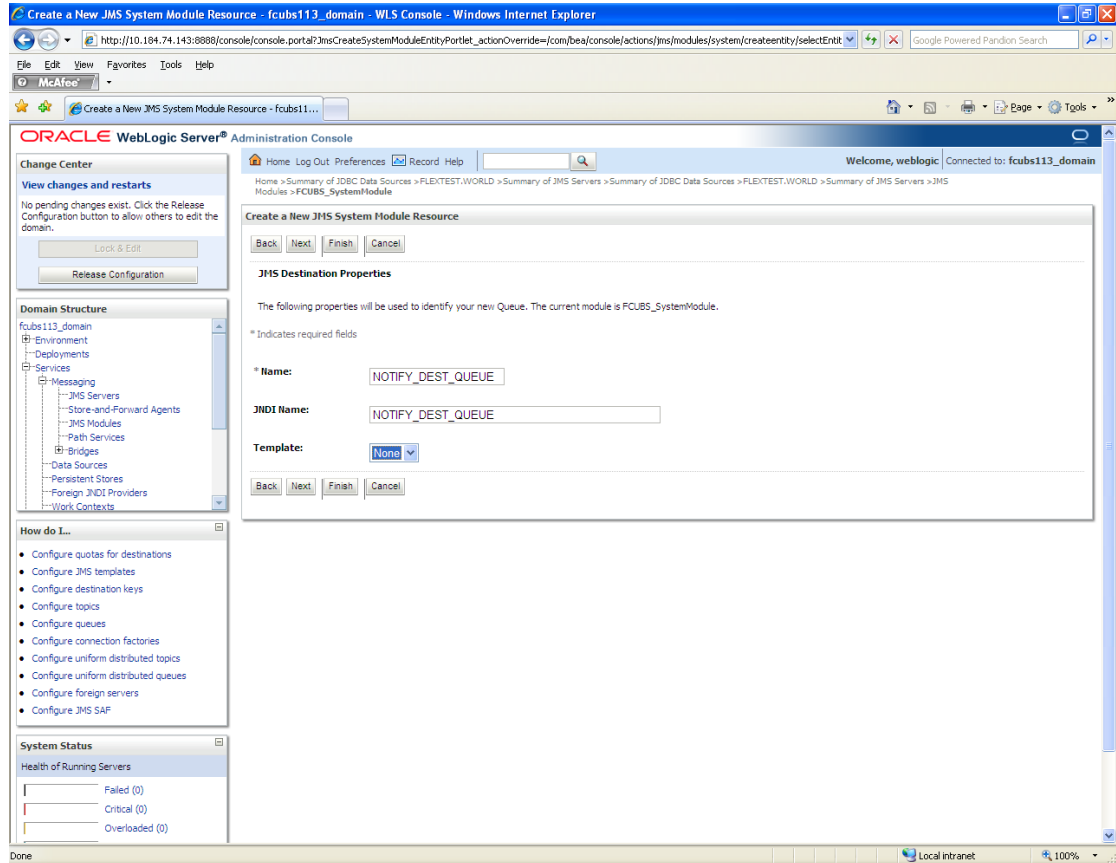 Create a New JMS System Module Resource - fcubs113_domain - WLS Console - Windows Internet Explorer
http://10.184.74.143:8888/console/console.portal?JmsCreateSystemModuleEntityPortlet_actionOverride=/com/bea/console/actions/jms/modules/system/createentity/selectEntit
Google Powered Pandion Search
File Edit View Favorites Tools Help
McAfee
Create a New JMS System Module Resource - fcubs11...
Page Tools
ORACLE WebLogic Server® Administration Console
Change Center
View changes and restarts
No pending changes exist. Click the Release
Configuration button to allow others to edit the
domain.
Lock & Edit
Release Configuration
Domain Structure
fcubs113_domain
Environment
Deployments
Services
Messaging
JMS Servers
Store-and-Forward Agents
JMS Modules
Path Services
Bridges
Data Sources
Persistent Stores
Foreign JNDI Providers
Work Contexts
How do I...
Configure quotas for destinations
Configure JMS templates
Configure destination keys
Configure topics
Configure queues
Configure connection factories
Configure uniform distributed topics
Configure uniform distributed queues
Configure foreign servers
Configure JMS SAF
System Status
Health of Running Servers
Failed (0)
Critical (0)
Overloaded (0)
Home Log Out Preferences Record Help
Welcome, weblogic Connected to: fcubs113_domain
Home >Summary of JDBC Data Sources >FLEXTEST.WORLD >Summary of JMS Servers >Summary of JDBC Data Sources >FLEXTEST.WORLD >Summary of JMS Servers >JMS
Modules >FCUBS_SystemModule
Create a New JMS System Module Resource
Back Next Finish Cancel
JMS Destination Properties
The following properties will be used to identify your new Queue. The current module is FCUBS_SystemModule.
* Indicates required fields
* Name: NOTIFY_DEST_QUEUE
JNDI Name: NOTIFY_DEST_QUEUE
Template: None
Back Next Finish Cancel
Done
Local intranet
100%